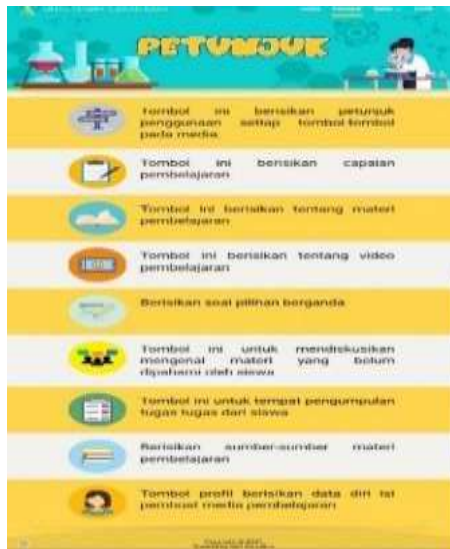 PETUNJUK
Tombol ini berisikan petunjuk
penggunaan setiap tombol-tombol
pada media
Tombol ini berisikan capaian
pembelajaran
Tombol ini berisikan tentang materi
pembelajaran
Tombol ini berisikan tentang video
pembelajaran
Berisikan soal pilihan berganda
Tombol ini untuk mendiskusikan
mengenai materi yang belum
dipahami oleh siswa
Tombol ini untuk tempat pengumpulan
tugas tugas dari siswa
Berisikan sumber-sumber materi
pembelajaran
Tombol profil berisikan data diri
pembuat media pembelajaran